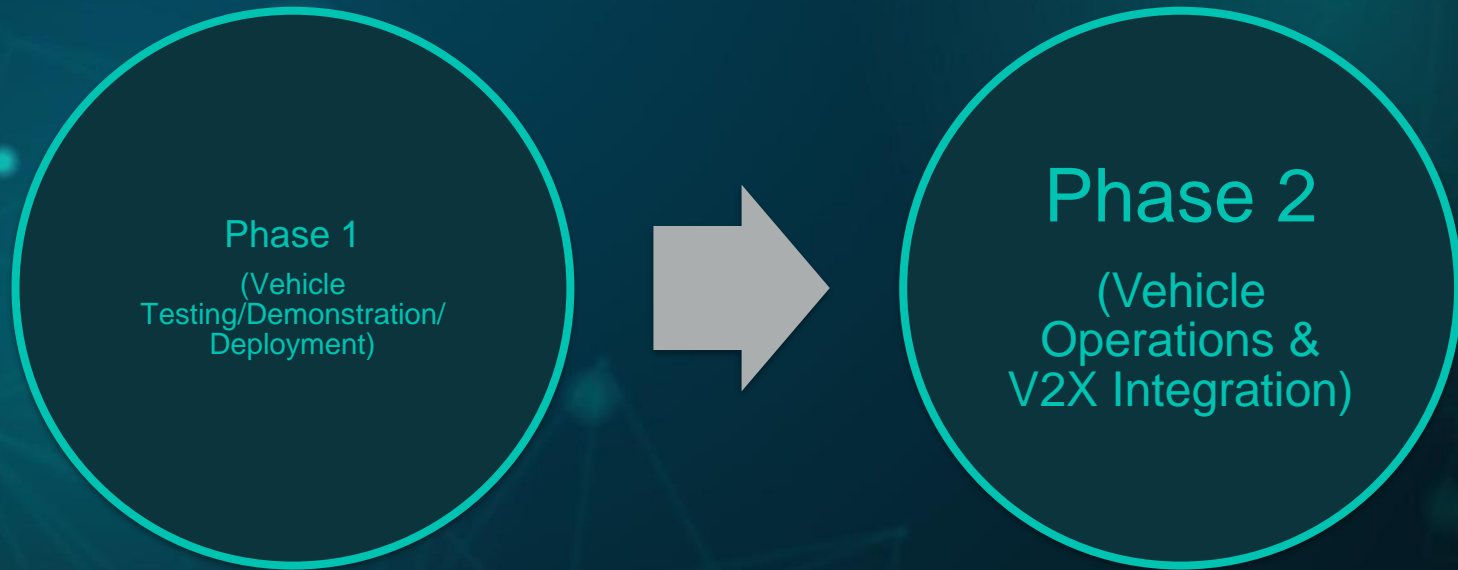 Phase 1
(Vehicle
Testing/Demonstration/
Deployment)
Phase 2
(Vehicle
Operations &
V2X Integration)